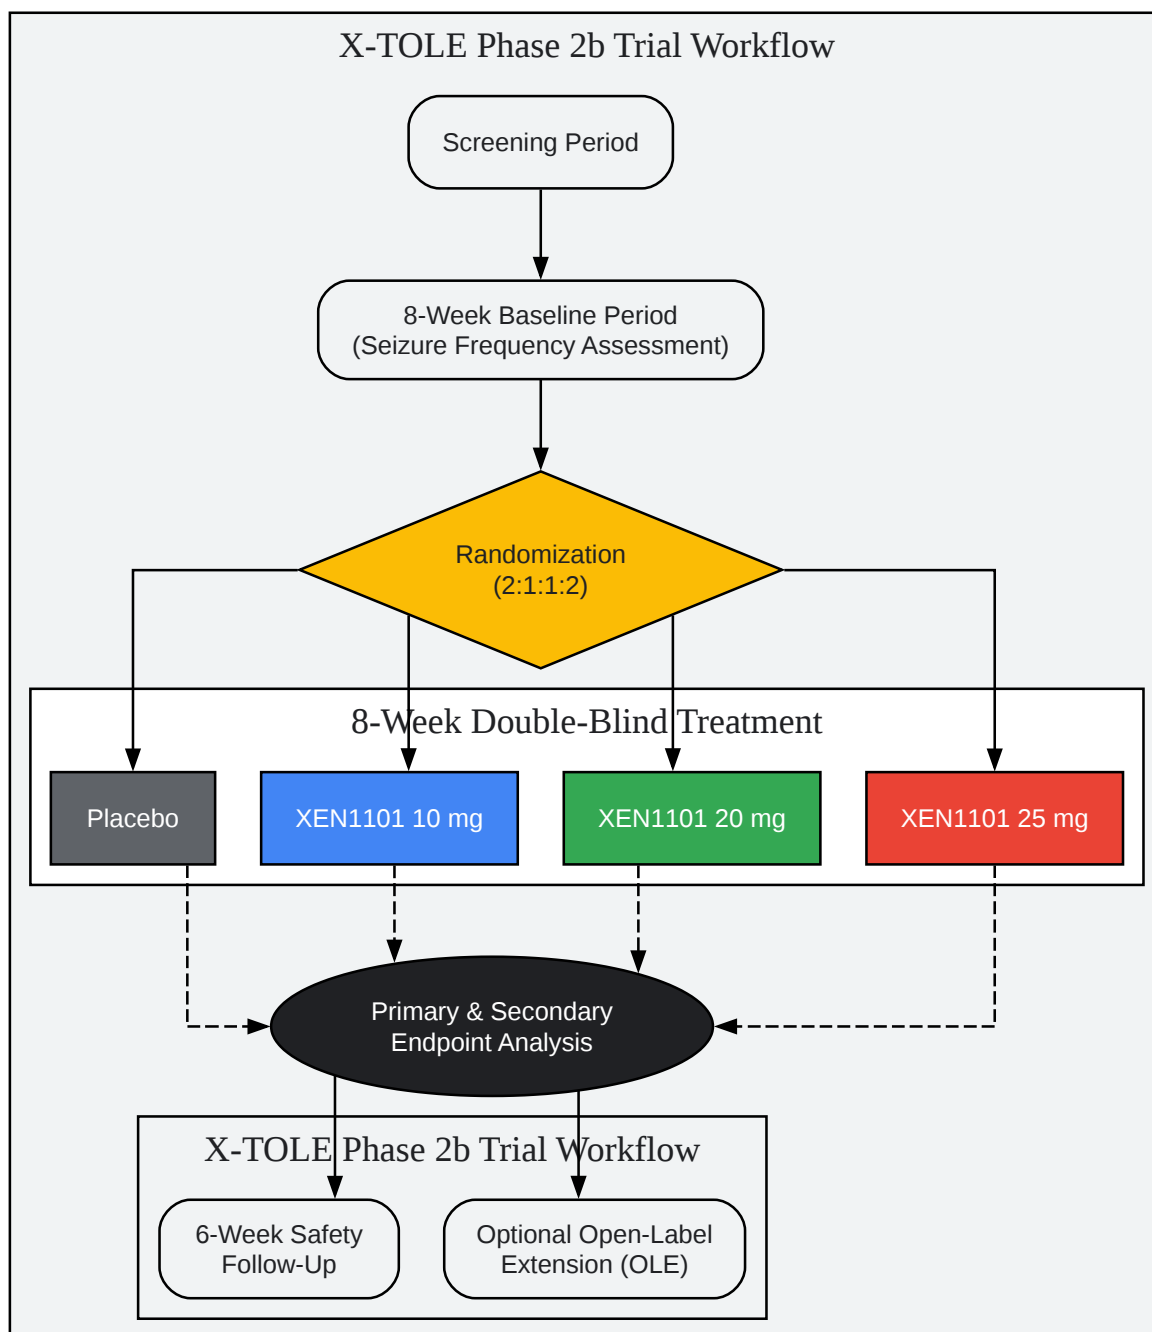 X-TOLE Phase 2b Trial Workflow
Screening Period
8-Week Baseline Period
(Seizure Frequency Assessment)
Randomization
(2:1:1:2)
8-Week Double-Blind Treatment
Placebo
XEN1101 10 mg
XEN1101 20 mg
XEN1101 25 mg
Primary & Secondary
Endpoint Analysis
X-TOLE Phase 2b Trial Workflow
6-Week Safety
Follow-Up
Optional Open-Label
Extension (OLE)